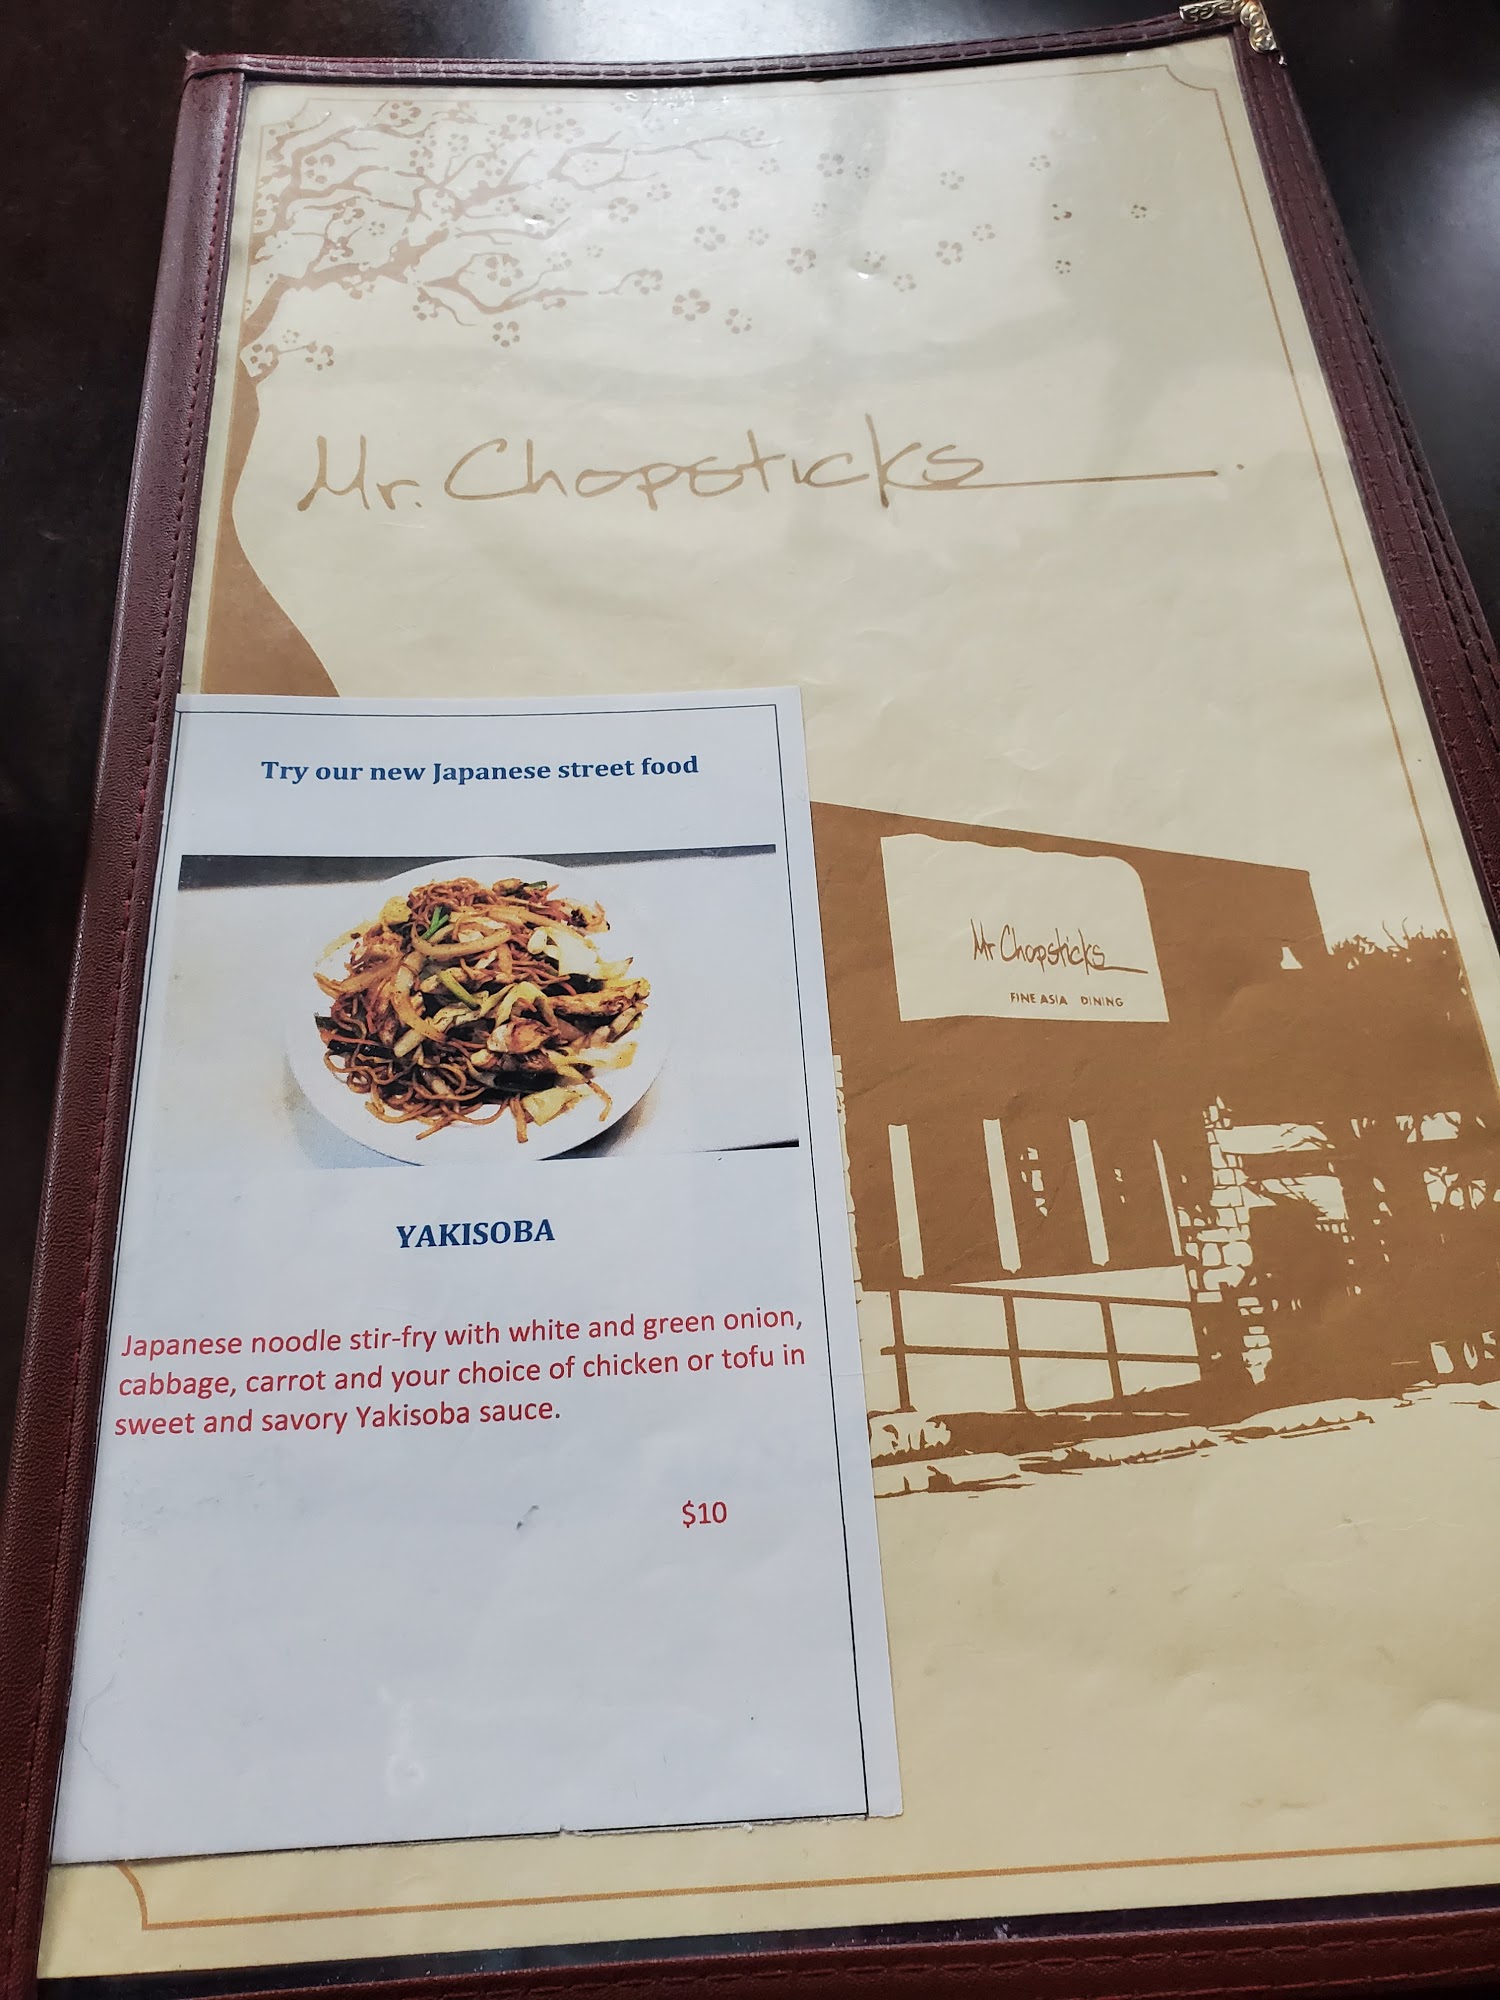 Mr. Chopsticks.
Try our new Japanese street food
Mr Chopsticks
FINE ASIA DINING
YAKISOBA
Japanese noodle stir-fry with white and green onion,
cabbage, carrot and your choice of chicken or tofu in
sweet and savory Yakisoba sauce.
$10